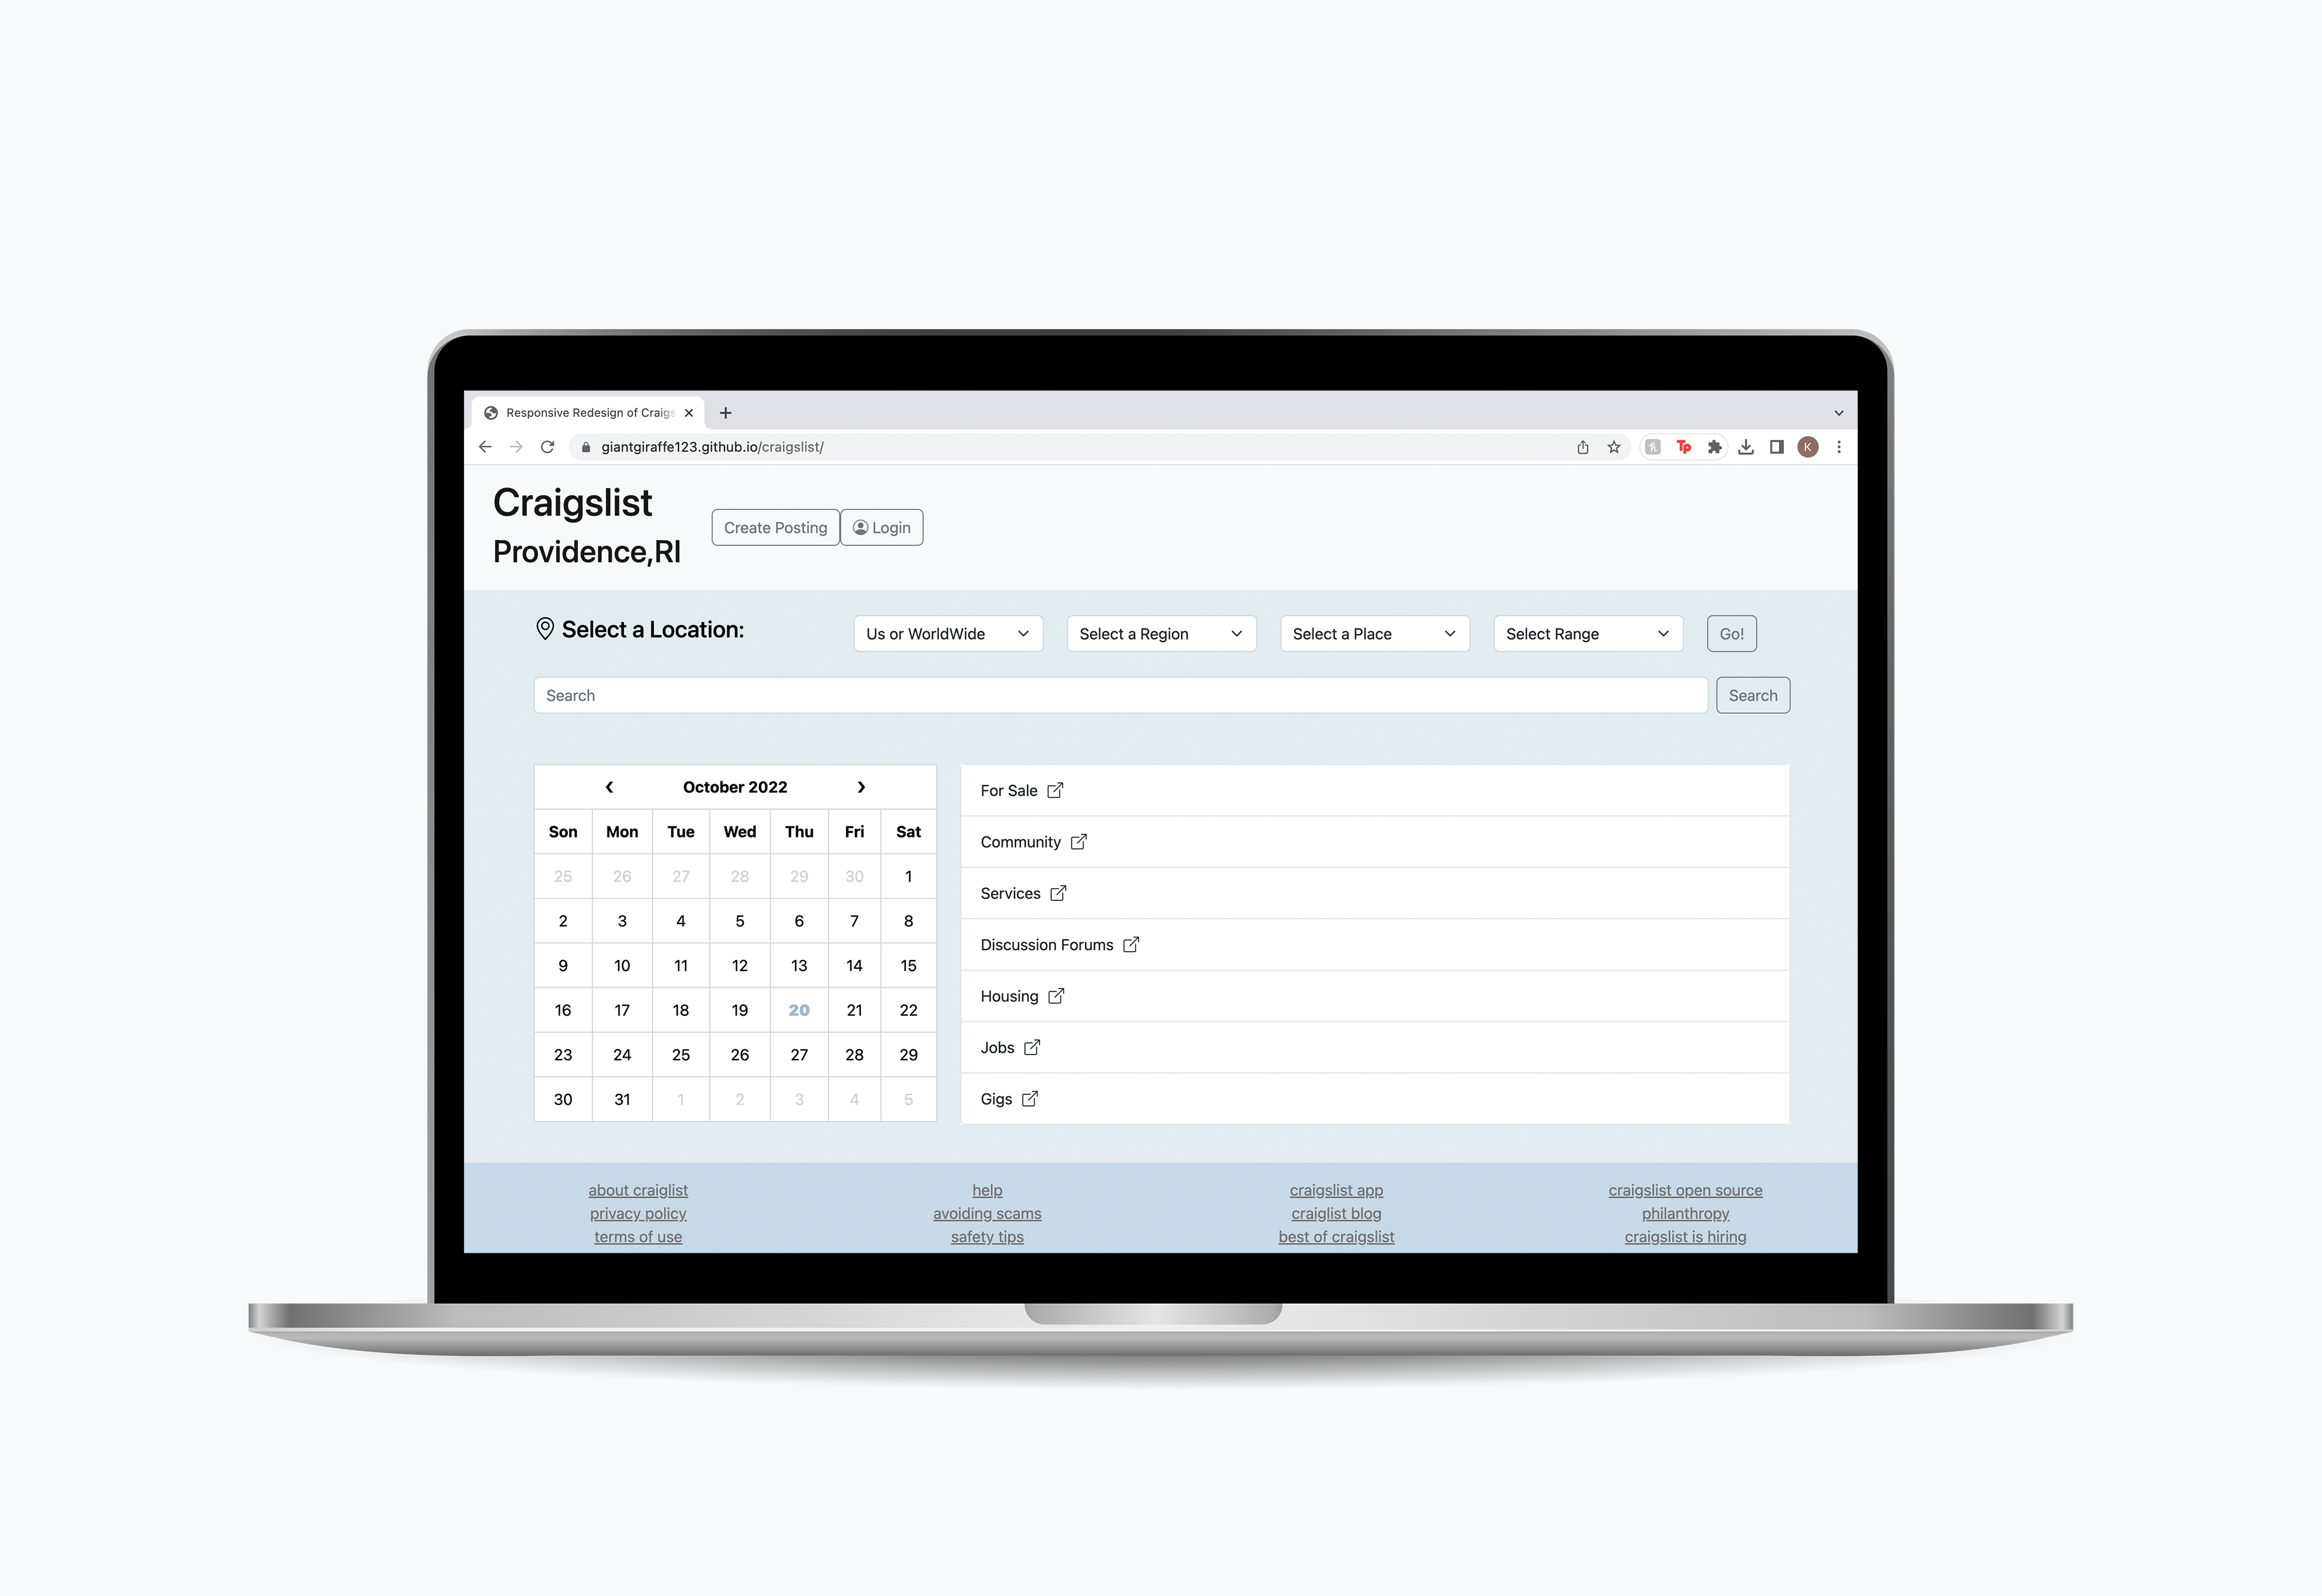 Responsive Redesign of Craigs
giantgiraffe123.github.io/craigslist/
Tp
K
Craigslist
Providence,RI
Create Posting
Login
Select a Location:
Us or WorldWide
Select a Region
Select a Place
Select Range
Go!
Search
Search
October 2022
Son Mon Tue Wed Thu Fri Sat
25 26 27 28 29 30 1
2 3 4 5 6 7 8
9 10 11 12 13 14 15
16 17 18 19 20 21 22
23 24 25 26 27 28 29
30 31 1 2 3 4 5
For Sale
Community
Services
Discussion Forums
Housing
Jobs
Gigs
about craiglist
privacy policy
terms of use
help
avoiding scams
safety tips
craigslist app
craiglist blog
best of craigslist
craigslist open source
philanthropy
craigslist is hiring